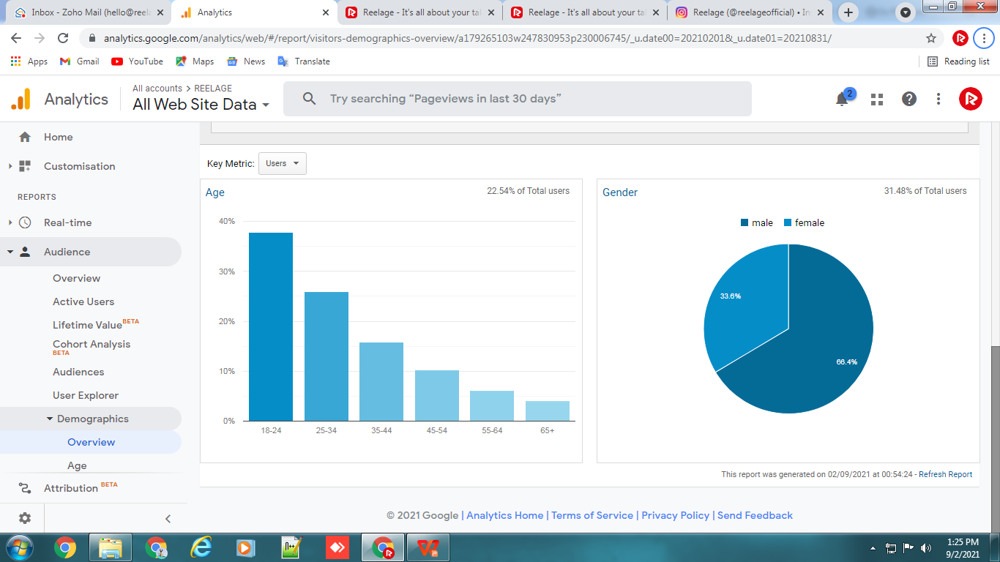 Inbox - Zoho Mail (hello@reela
Analytics
Reelage - It's all about your tal
Reelage - It's all about your tal
Reelage (@reelageofficial) • In
analytics.google.com/analytics/web/#/report/visitors-demographics-overview/a179265103w247830953p230006745/_u.date00=20210201&_u.date01=20210831/
Apps
Gmail
YouTube
Maps
News
Translate
Reading list
Analytics
All accounts > REELAGE
All Web Site Data
Try searching “Pageviews in last 30 days”
2
Home
Customisation
REPORTS
Real-time
Audience
Overview
Active Users
Lifetime Value BETA
Cohort Analysis
BETA
Audiences
User Explorer
Demographics
Overview
Age
Attribution BETA
Key Metric: Users
Age
22.54% of Total users
40%
30%
20%
10%
0%
18-24
25-34
35-44
45-54
55-64
65+
Gender
31.48% of Total users
male
female
33.6%
66.4%
This report was generated on 02/09/2021 at 00:54:24 - Refresh Report
© 2021 Google | Analytics Home | Terms of Service | Privacy Policy | Send Feedback
1:25 PM
9/2/2021